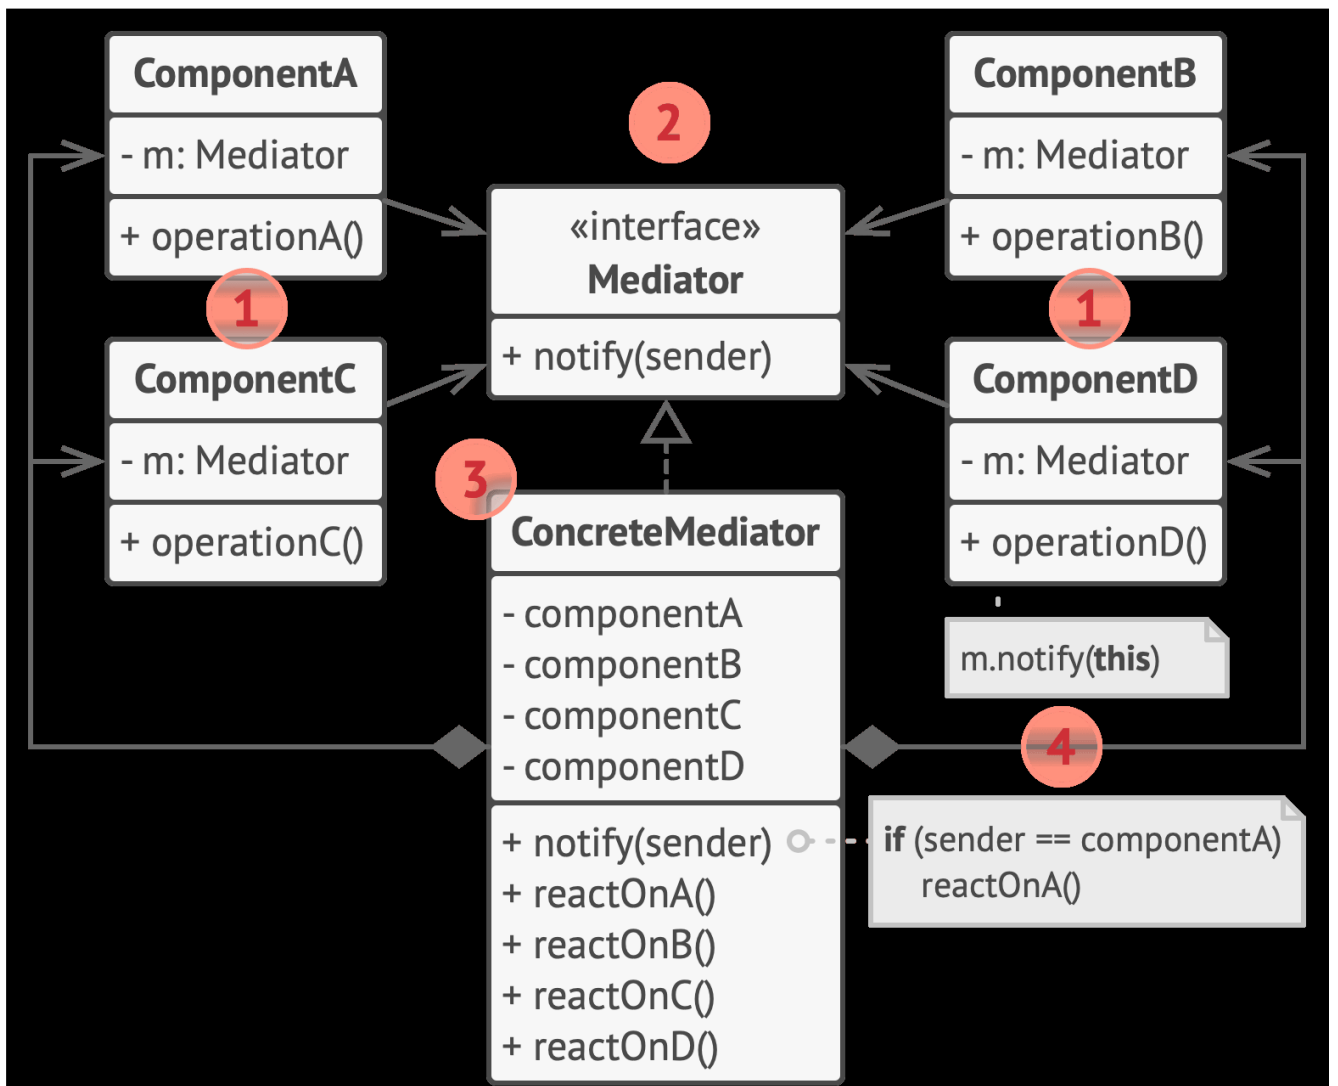 ComponentA
- m: Mediator
+ operationA()
1
ComponentC
- m: Mediator
+ operationC()
2
«interface»
Mediator
+ notify(sender)
ComponentB
- m: Mediator
+ operationB()
1
ComponentD
- m: Mediator
+ operationD()
m.notify(this)
3
ConcreteMediator
- componentA
- componentB
- componentC
- componentD
+ notify(sender)
+ reactOnA()
+ reactOnB()
+ reactOnC()
+ reactOnD()
4
if (sender == componentA)
reactOnA()